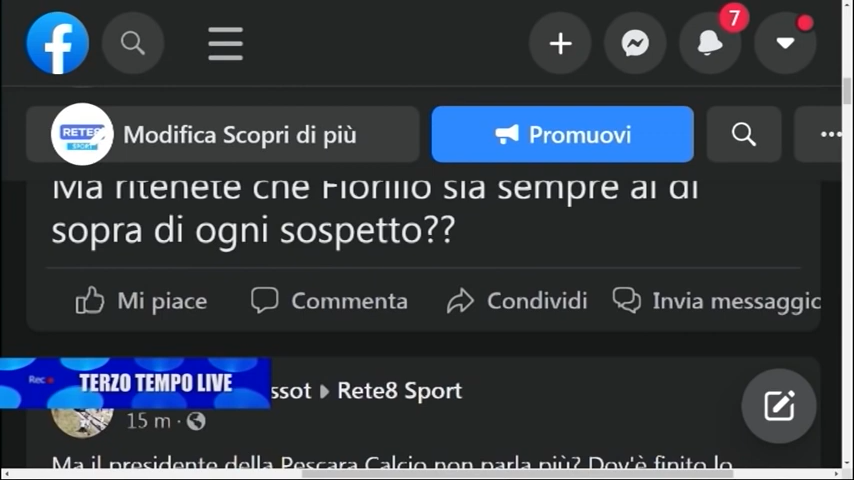 7
RETE8
SPORT
Modifica Scopri di più
Promuovi
Ma ritenete che Fiorillo sia sempre al di
sopra di ogni sospetto??
Mi piace
Commenta
Condividi
Invia messaggio
Rec
TERZO TEMPO LIVE
ssot
Rete8 Sport
15 m ·
Ma il presidente della Pescara Calcio non parla più? Dov'è finito lo